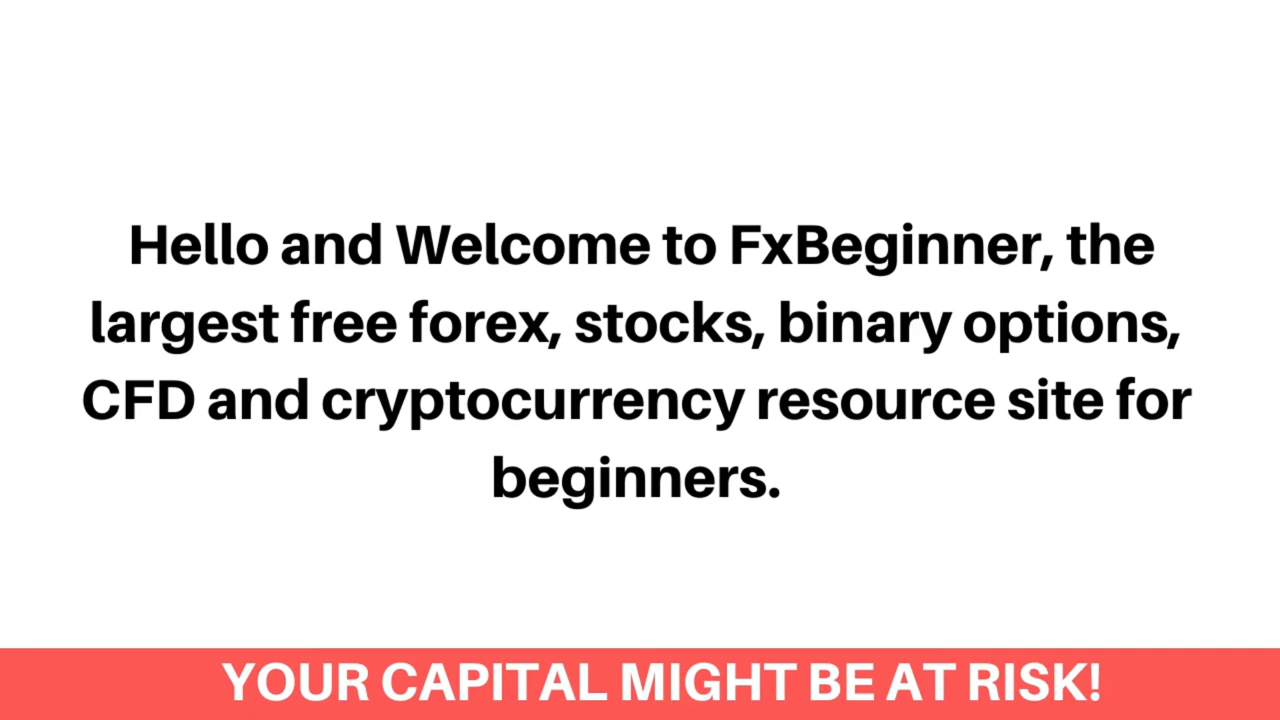 Hello and Welcome to FxBeginner, the
largest free forex, stocks, binary options,
CFD and cryptocurrency resource site for
beginners.
YOUR CAPITAL MIGHT BE AT RISK!